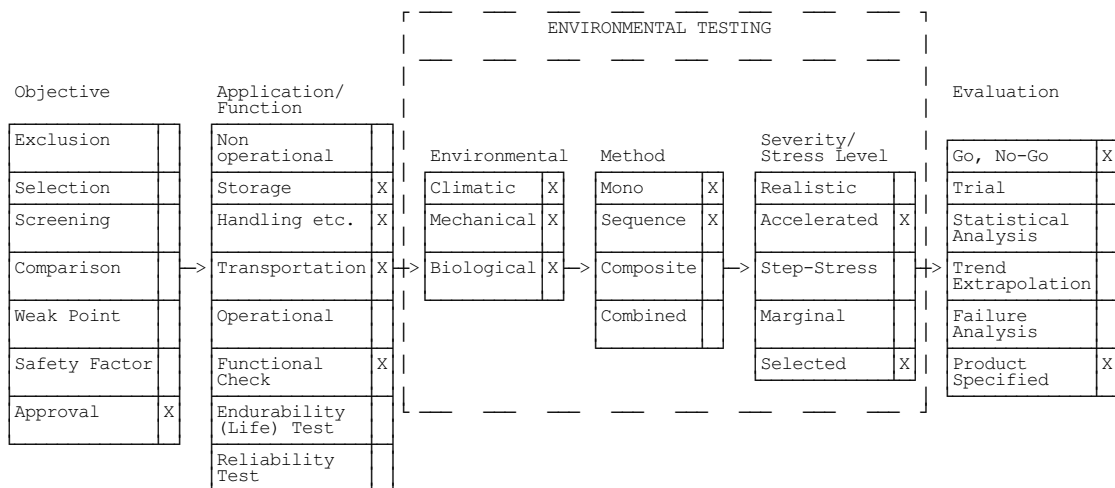 ENVIRONMENTAL TESTING
Objective
Exclusion
Selection
Screening
Comparison
Weak Point
Safety Factor
Approval X
Application/
Function
Non
operational
Storage X
Handling etc. X
Transportation X
Operational
Functional X
Check
Endurability
(Life) Test
Reliability
Test
Environmental
Climatic X
Mechanical X
Biological X
Method
Mono X
Sequence X
Composite
Combined
Severity/
Stress Level
Realistic
Accelerated X
Step-Stress
Marginal
Selected X
Evaluation
Go, No-Go X
Trial
Statistical
Analysis
Trend
Extrapolation
Failure
Analysis
Product X
Specified